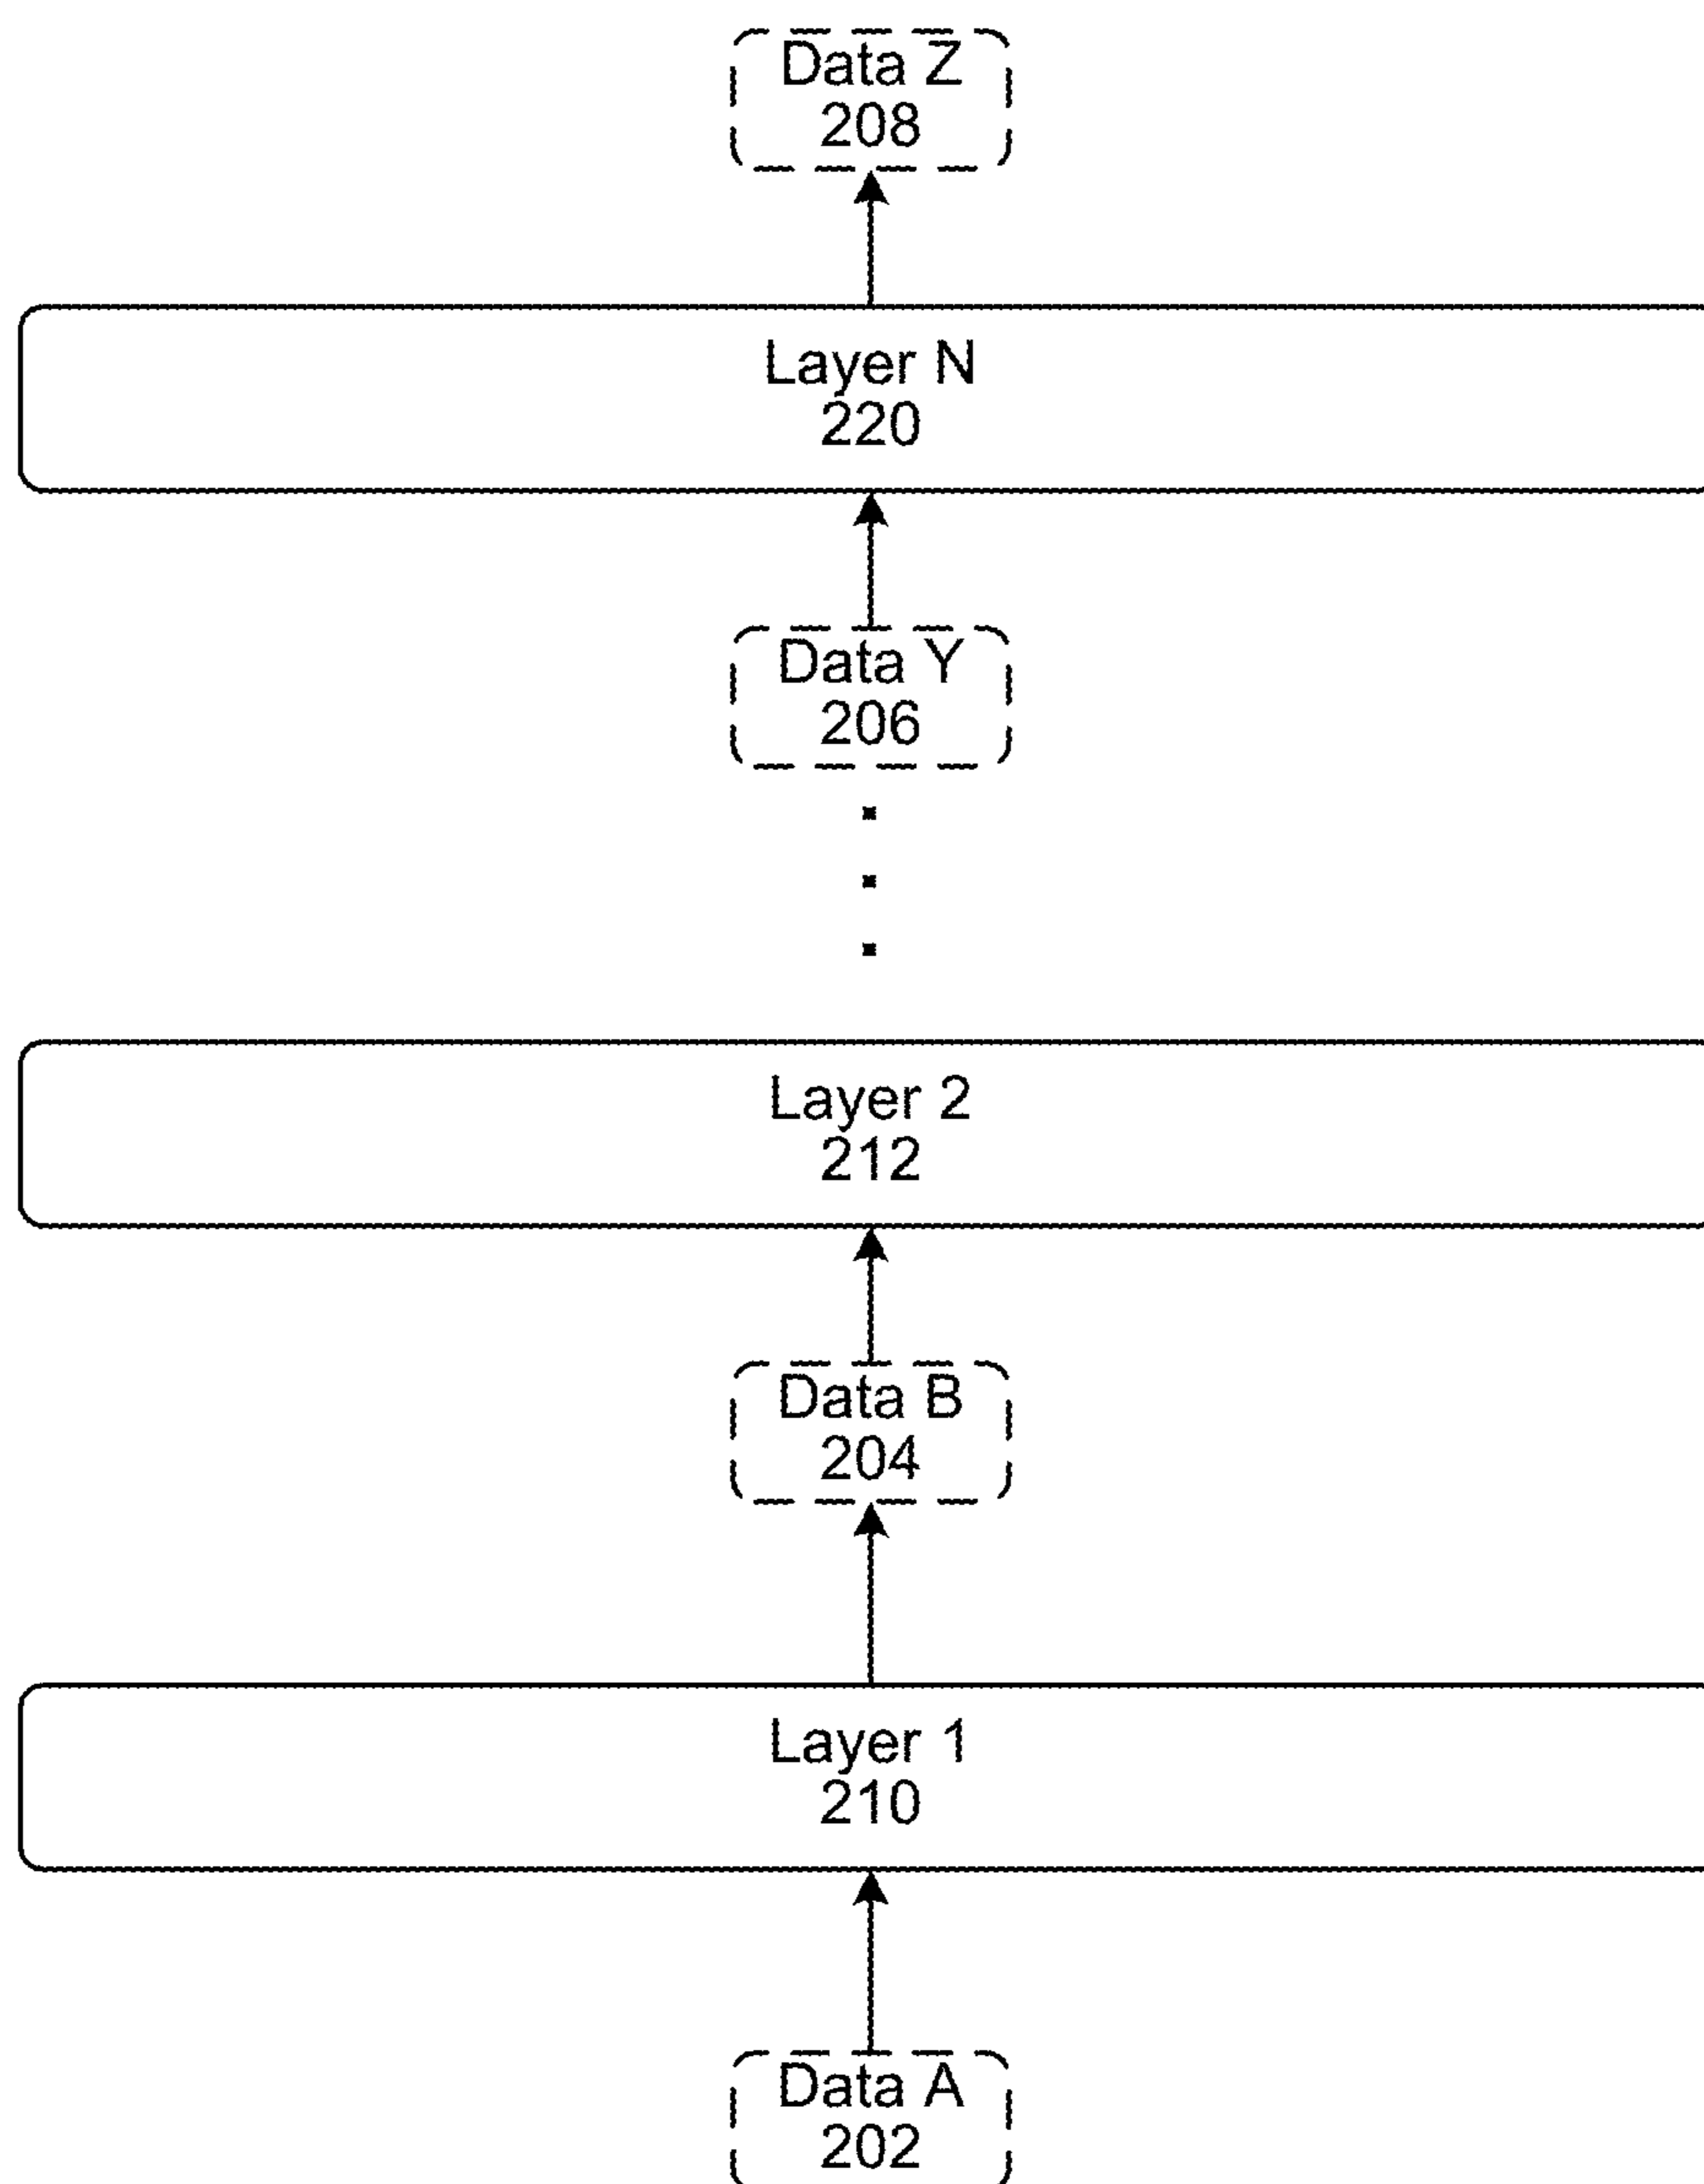 Data Z
208
Layer N
220
Data Y
206
Layer 2
212
Data B
204
Layer 1
210
Data A
202